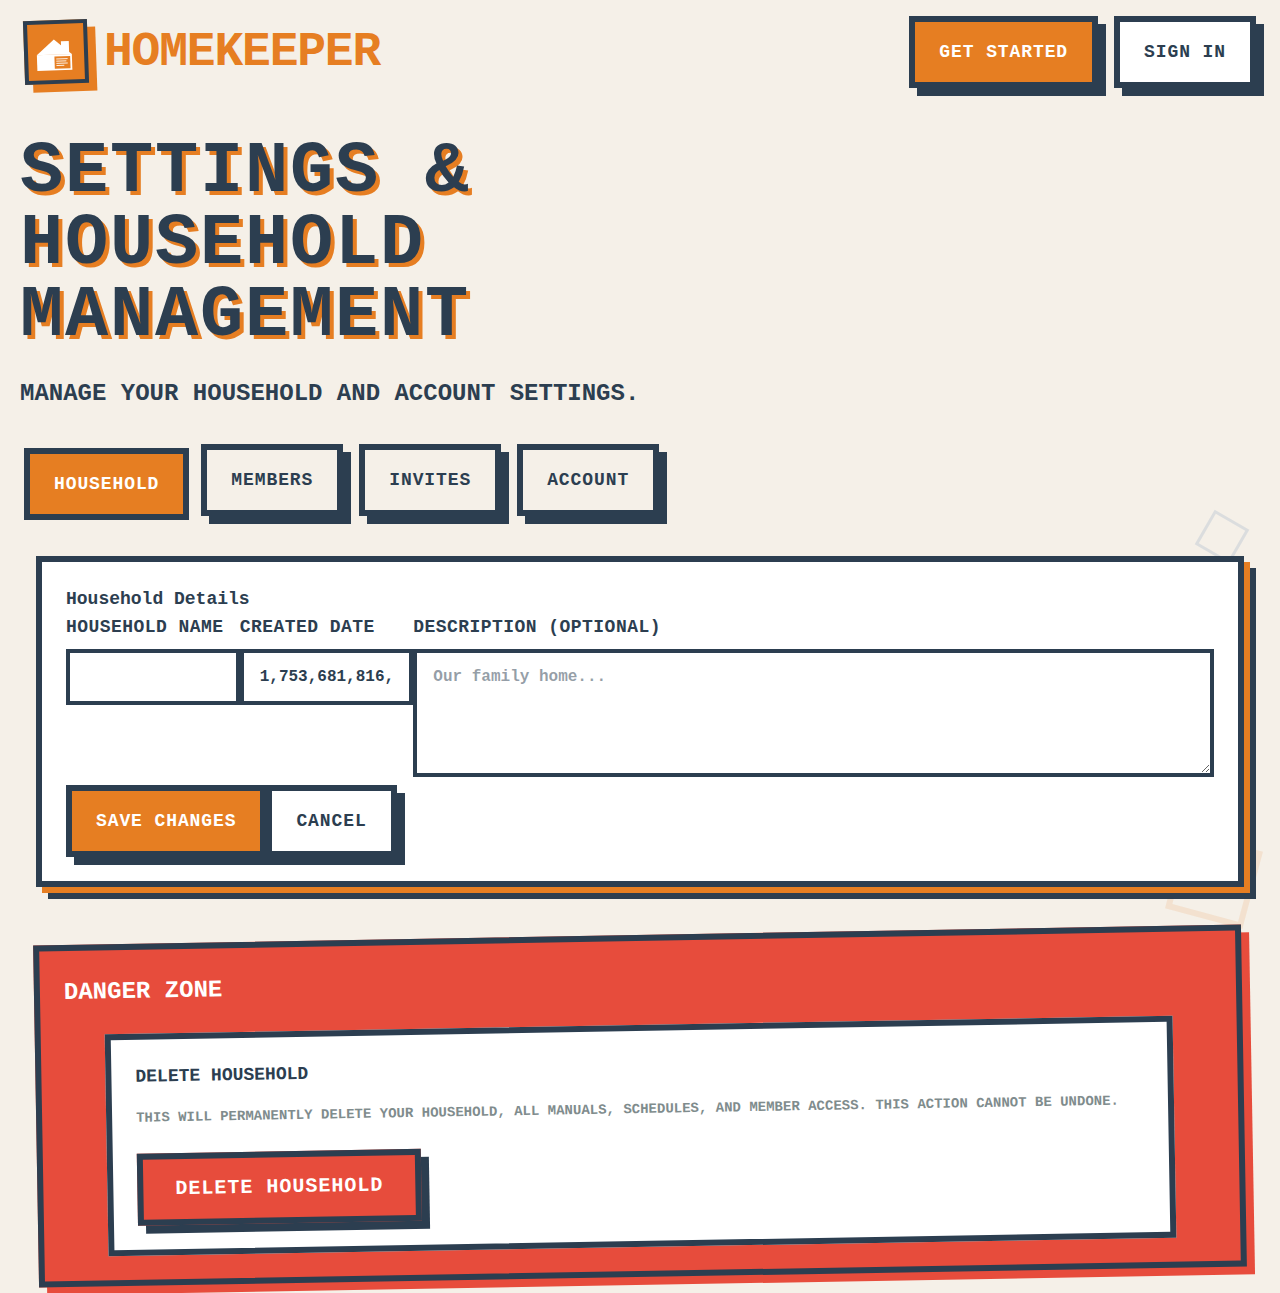 HOMEKEEPER
GET STARTED
SIGN IN
SETTINGS &
HOUSEHOLD
MANAGEMENT
MANAGE YOUR HOUSEHOLD AND ACCOUNT SETTINGS.
HOUSEHOLD
MEMBERS
INVITES
ACCOUNT
Household Details
HOUSEHOLD NAME
CREATED DATE
DESCRIPTION (OPTIONAL)
1,753,681,816,
Our family home...
SAVE CHANGES
CANCEL
DANGER ZONE
DELETE HOUSEHOLD
THIS WILL PERMANENTLY DELETE YOUR HOUSEHOLD, ALL MANUALS, SCHEDULES, AND MEMBER ACCESS. THIS ACTION CANNOT BE UNDONE.
DELETE HOUSEHOLD